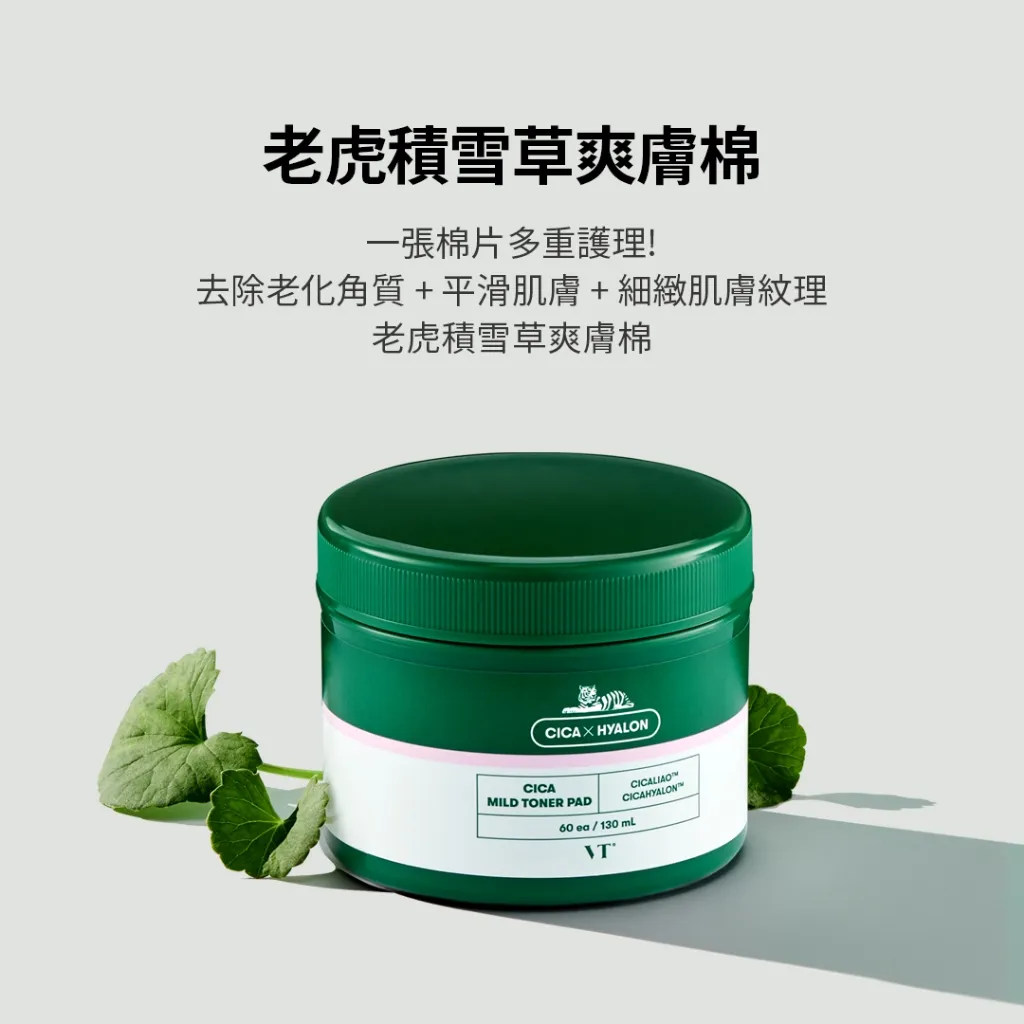 老虎積雪草爽膚棉
一張棉片多重護理!
去除老化角質 + 平滑肌膚 + 細緻肌膚紋理
老虎積雪草爽膚棉
CICA × HYALON
CICA
MILD TONER PAD
CICALIAO™
CICAHYALON™
60 ea / 130 mL
VT®